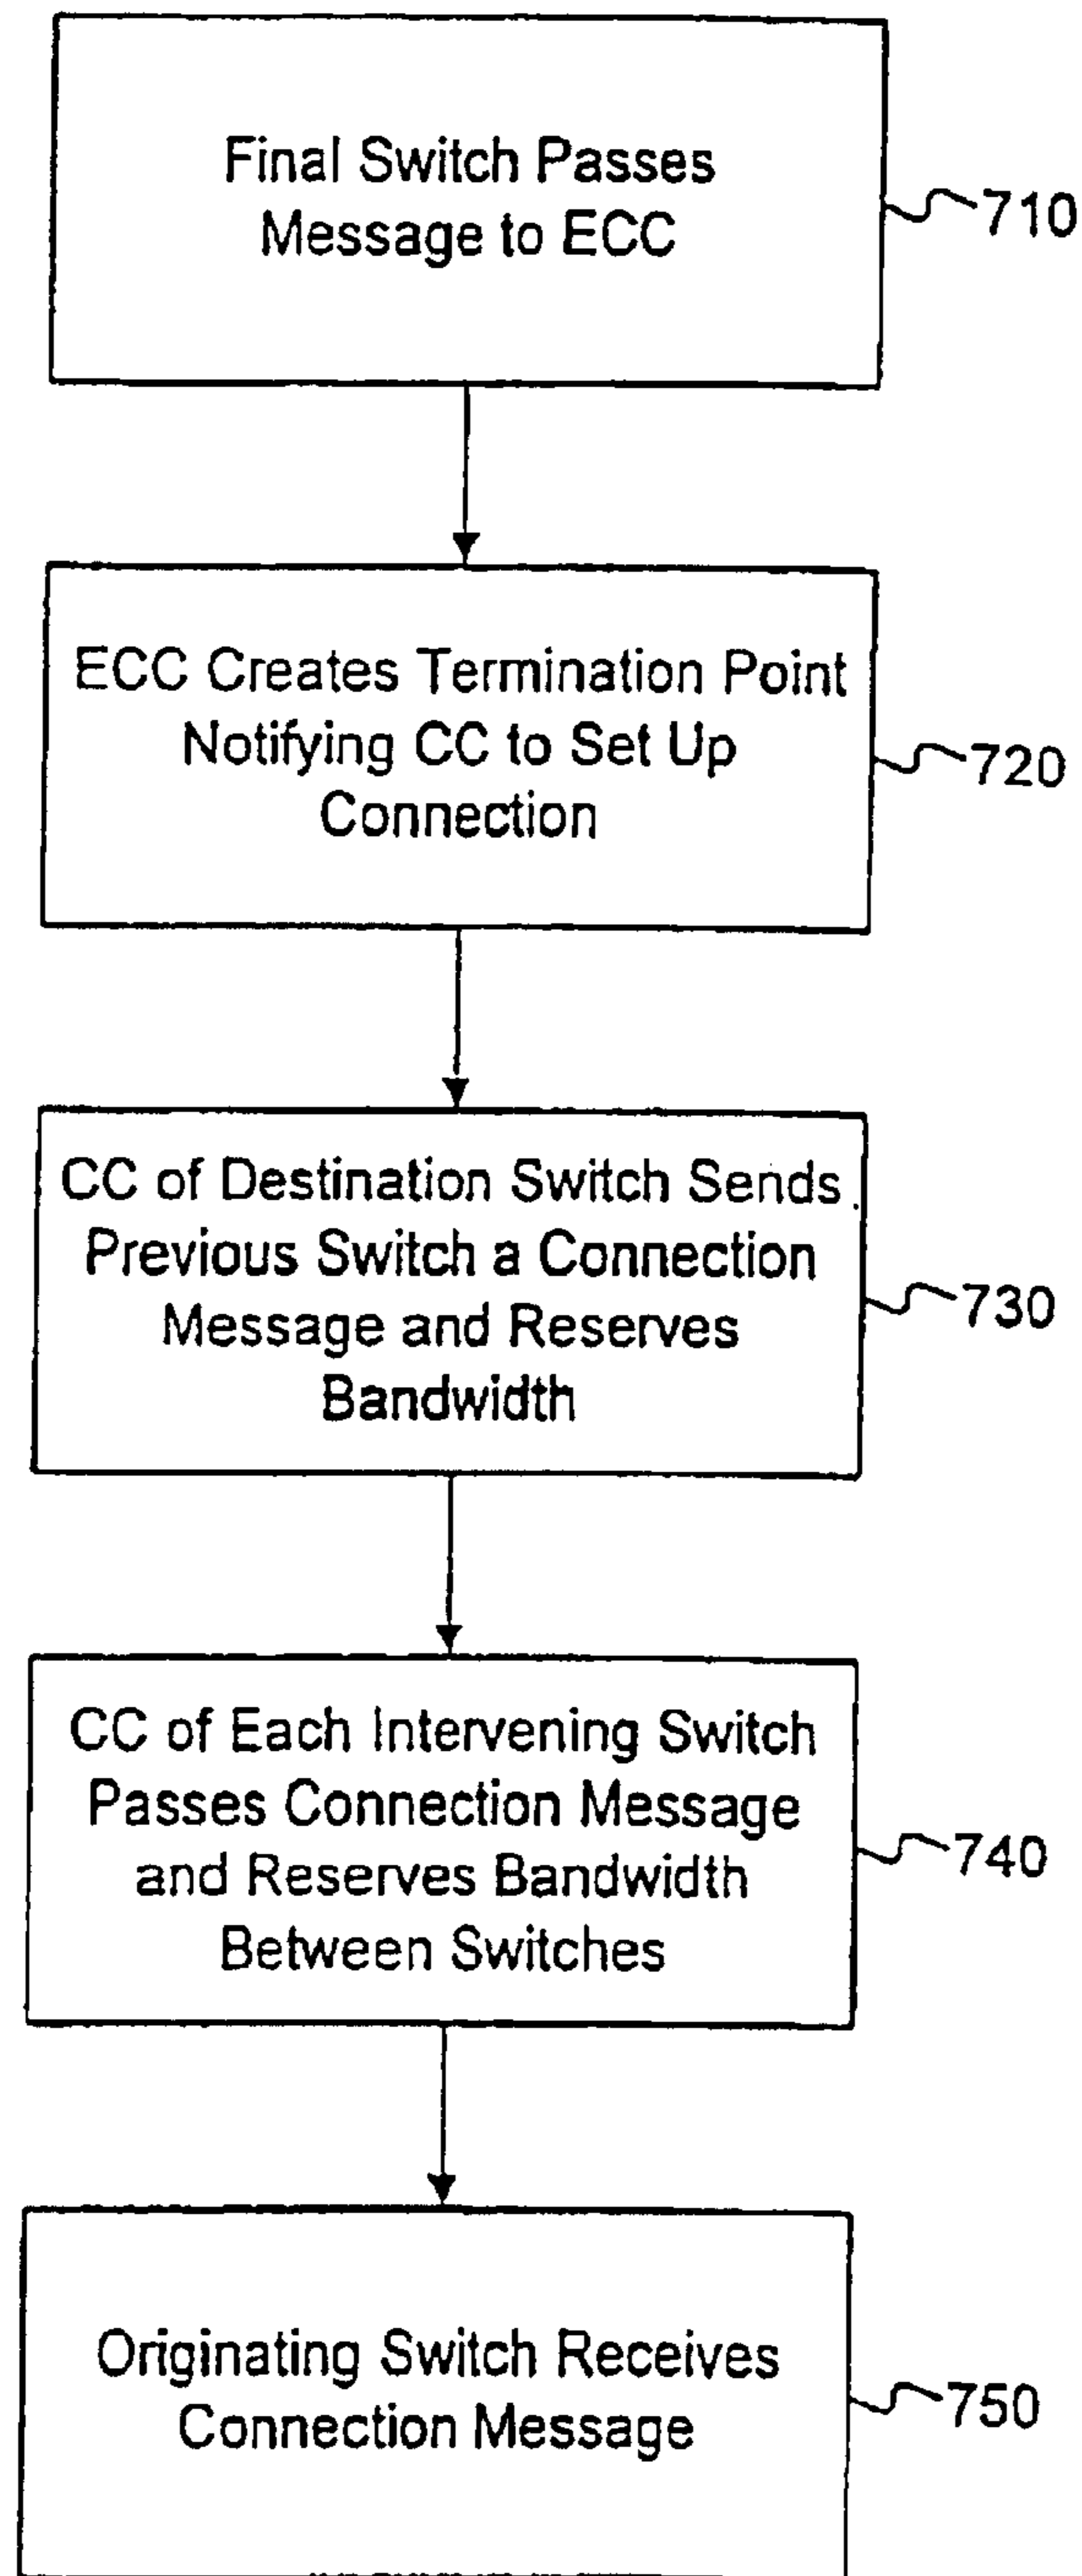 Final Switch Passes
Message to ECC
710
ECC Creates Termination Point
Notifying CC to Set Up
Connection
720
CC of Destination Switch Sends
Previous Switch a Connection
Message and Reserves
Bandwidth
730
CC of Each Intervening Switch
Passes Connection Message
and Reserves Bandwidth
Between Switches
740
Originating Switch Receives
Connection Message
750